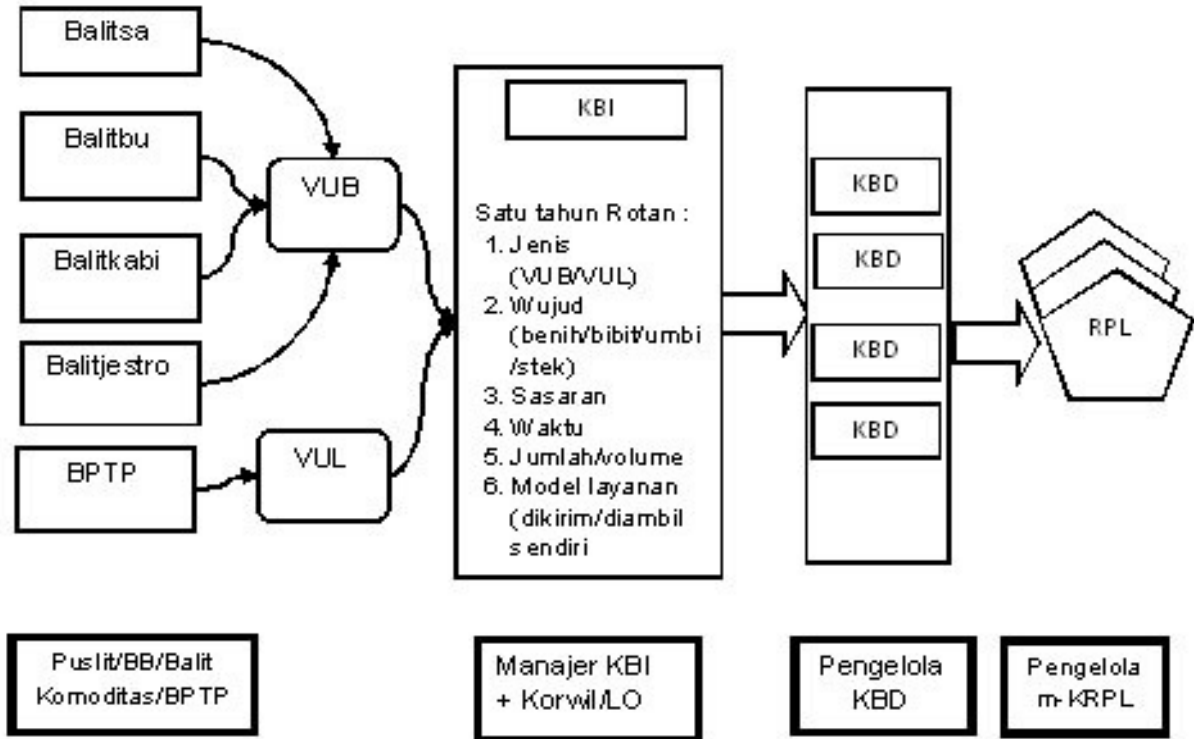 Balitsa
Balitbu
Balitkabi
Balitjestro
BPTP
VUB
VUL
KBI
Satu tahun Rotan :
1. Jenis
(VUB/VUL)
2. Wujud
(benih/bibit/umbi
/stek)
3. Sasaran
4. Waktu
5. Jumlah/volume
6. Model layanan
(dikirim/diambil
sendiri
KBD
KBD
KBD
KBD
RPL
Puslit/BB/Balit
Komoditas/BPTP
Manajer KBI
+ Korwil/LO
Pengelola
KBD
Pengelola
m-KRPL